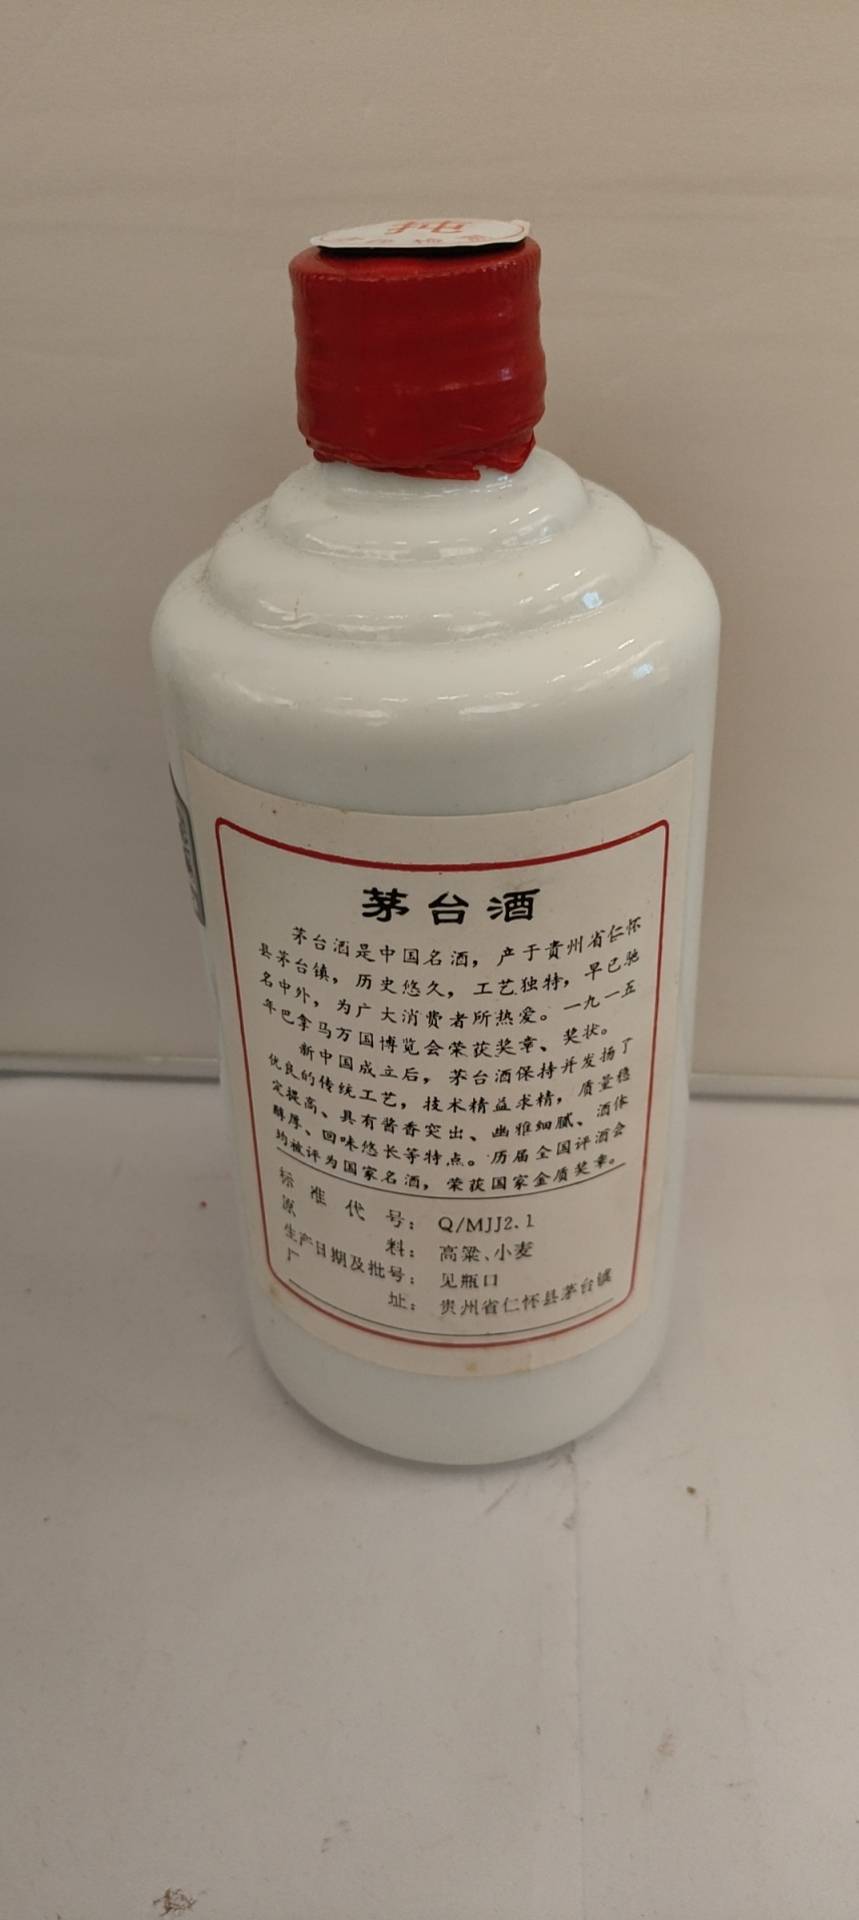 茅台酒
茅台酒是中国名酒，产于贵州省仁怀
县茅台镇，历史悠久，工艺独特，早已驰
名中外，为广大消费者所热爱。一九一五
年巴拿马万国博览会荣获奖章、奖状。
新中国成立后，茅台酒保持并发扬了
优良的传统工艺，技术精益求精，质量稳
定提高、具有酱香突出、幽雅细腻、酒体
醇厚、回味悠长等特点。历届全国评酒会
均被评为国家名酒，荣获国家金质奖章。
标准代号：Q/MJJ2.1
原料：高粱、小麦
生产日期及批号：见瓶口
厂址：贵州省仁怀县茅台镇